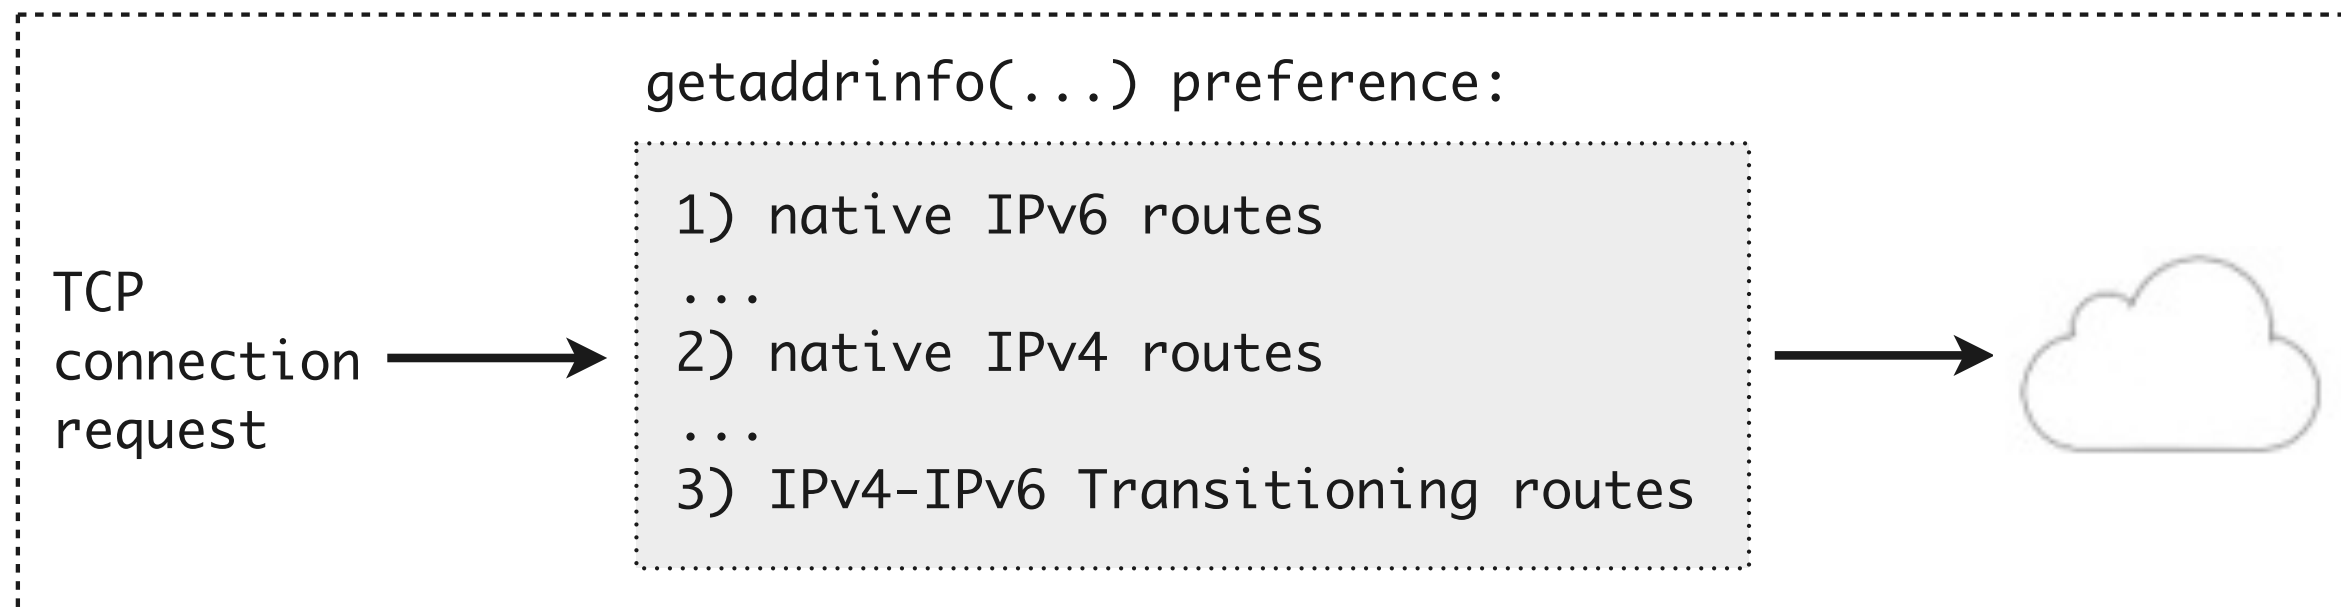 getaddrinfo(...) preference:
TCP
connection
request
1) native IPv6 routes
...
2) native IPv4 routes
...
3) IPv4-IPv6 Transitioning routes